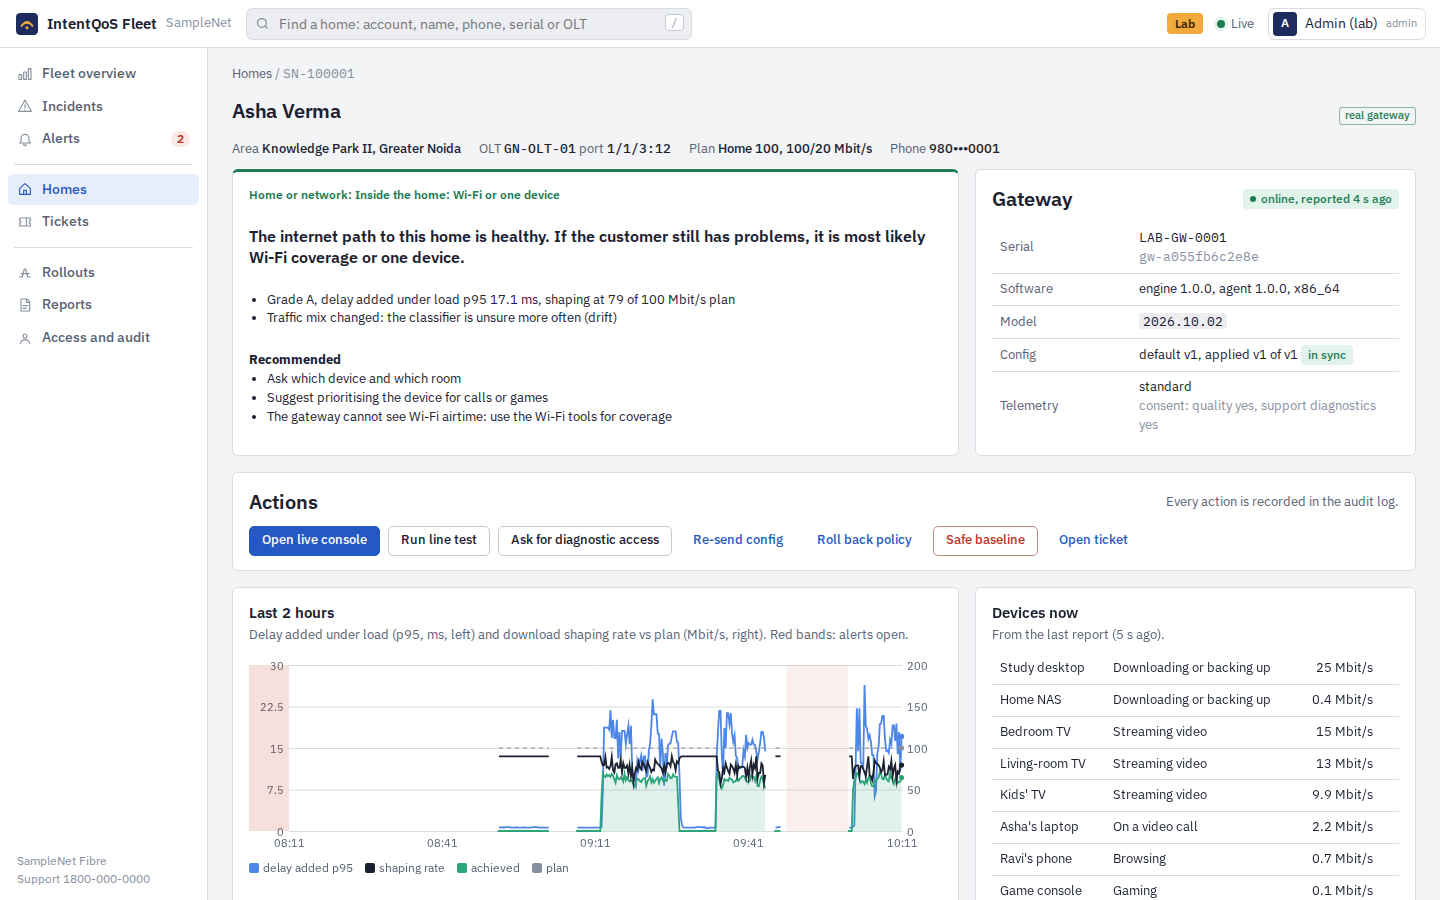 IntentQoS Fleet SampleNet
Find a home: account, name, phone, serial or OLT /
Lab Live A Admin (lab) admin
Fleet overview
Incidents
Alerts 2
Homes
Tickets
Rollouts
Reports
Access and audit
SampleNet Fibre
Support 1800-000-0000
Homes / SN-100001
Asha Verma
real gateway
Area Knowledge Park II, Greater Noida OLT GN-OLT-01 port 1/1/3:12 Plan Home 100, 100/20 Mbit/s Phone 980•••0001
Home or network: Inside the home: Wi-Fi or one device
The internet path to this home is healthy. If the customer still has problems, it is most likely
Wi-Fi coverage or one device.
• Grade A, delay added under load p95 17.1 ms, shaping at 79 of 100 Mbit/s plan
• Traffic mix changed: the classifier is unsure more often (drift)
Recommended
• Ask which device and which room
• Suggest prioritising the device for calls or games
• The gateway cannot see Wi-Fi airtime: use the Wi-Fi tools for coverage
Gateway
online, reported 4 s ago
Serial LAB-GW-0001
gw-a055fb6c2e8e
Software engine 1.0.0, agent 1.0.0, x86_64
Model 2026.10.02
Config default v1, applied v1 of v1 in sync
Telemetry standard
consent: quality yes, support diagnostics
yes
Actions
Every action is recorded in the audit log.
Open live console Run line test Ask for diagnostic access Re-send config Roll back policy Safe baseline Open ticket
Last 2 hours
Delay added under load (p95, ms, left) and download shaping rate vs plan (Mbit/s, right). Red bands: alerts open.
30 200
22.5 150
15 100
7.5 50
0 0
08:11 08:41 09:11 09:41 10:11
delay added p95 shaping rate achieved plan
Devices now
From the last report (5 s ago).
Study desktop Downloading or backing up 25 Mbit/s
Home NAS Downloading or backing up 0.4 Mbit/s
Bedroom TV Streaming video 15 Mbit/s
Living-room TV Streaming video 13 Mbit/s
Kids' TV Streaming video 9.9 Mbit/s
Asha's laptop On a video call 2.2 Mbit/s
Ravi's phone Browsing 0.7 Mbit/s
Game console Gaming 0.1 Mbit/s